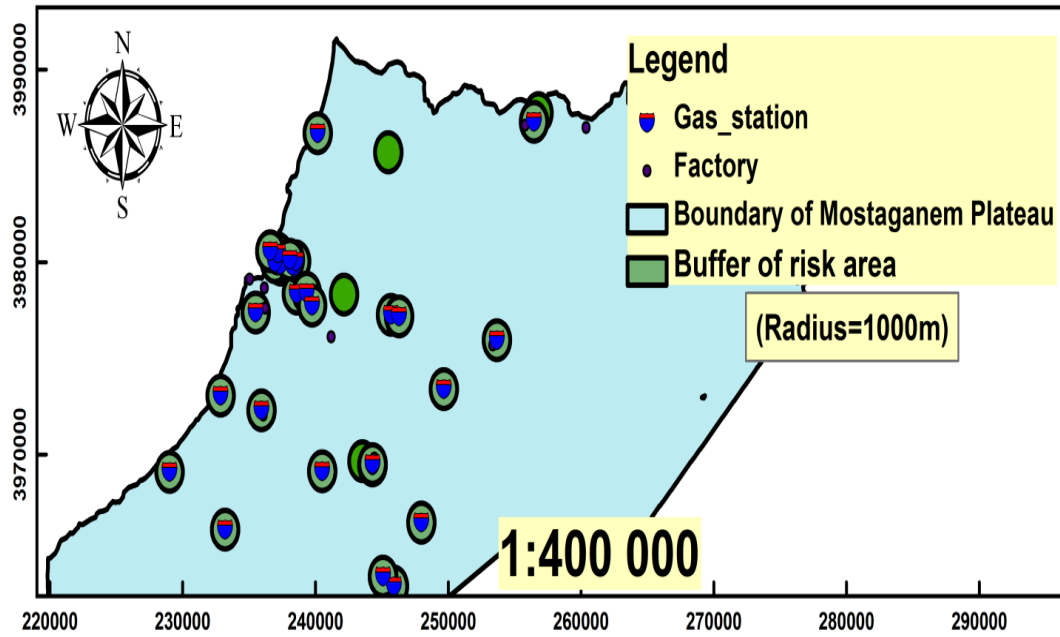 N
W
E
S
Legend
Gas_station
Factory
Boundary of Mostaganem Plateau
Buffer of risk area
(Radius=1000m)
1:400 000
3990000
3980000
3970000
220000 230000 240000 250000 260000 270000 280000 290000